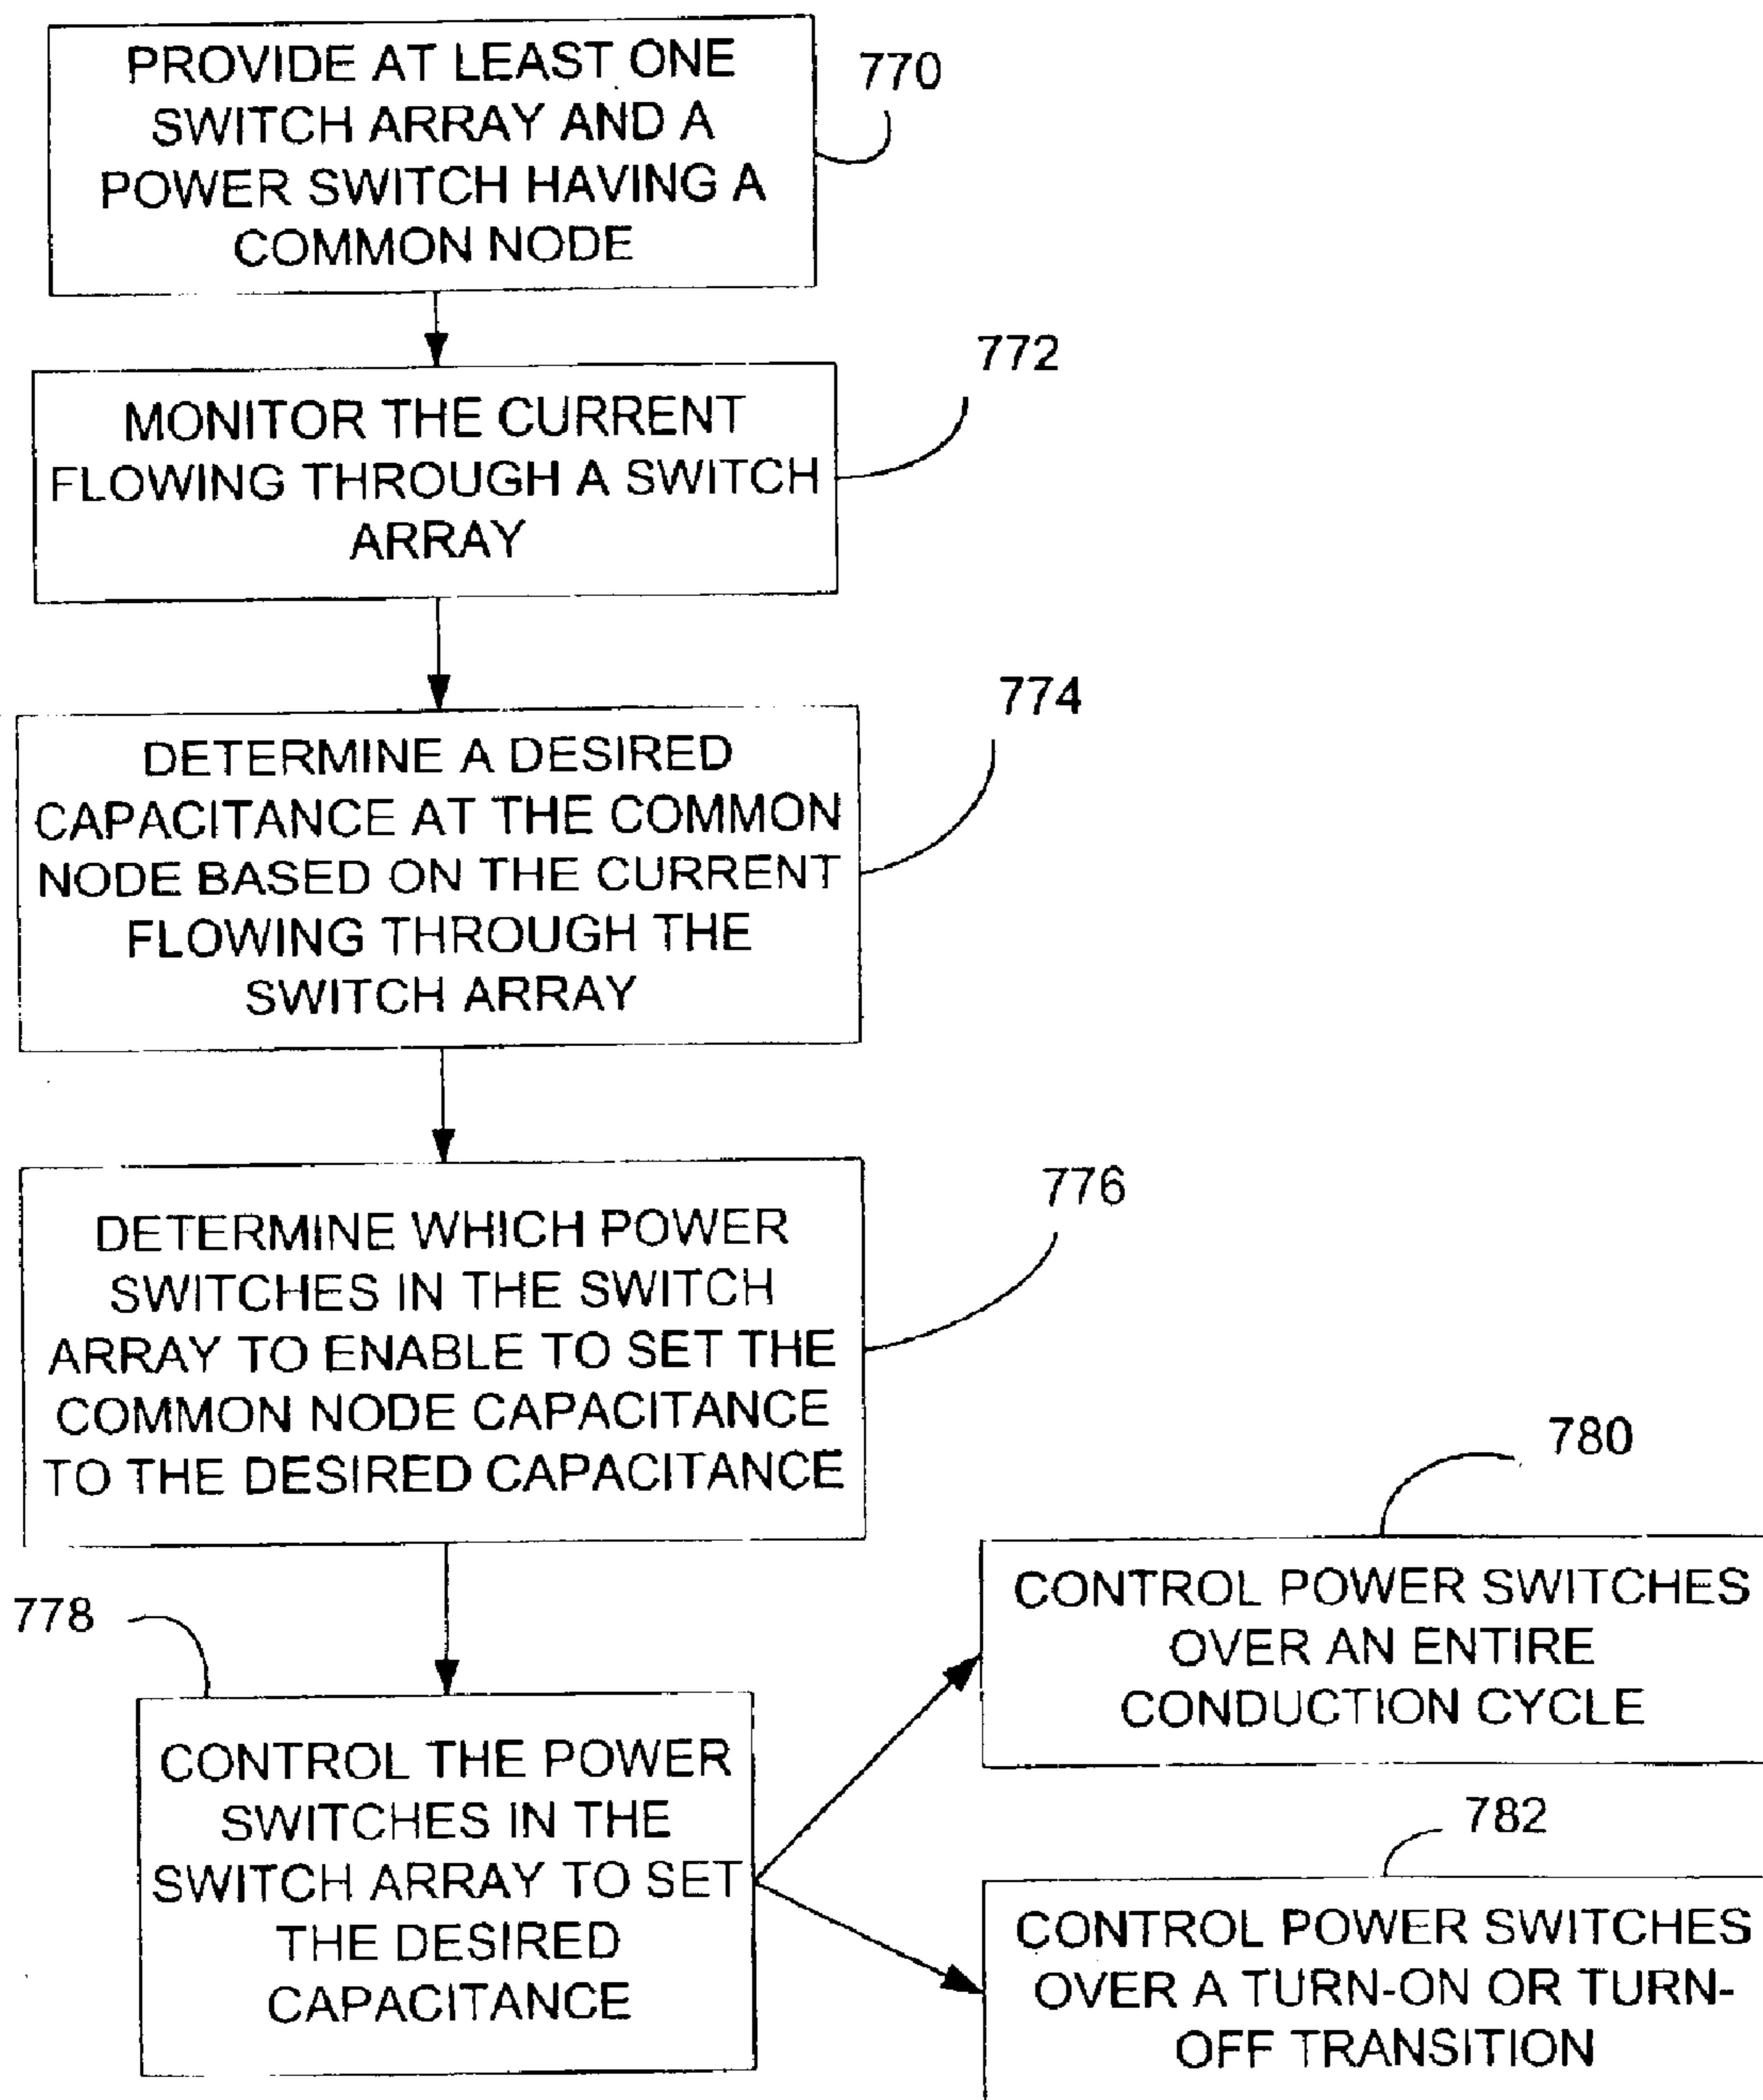 PROVIDE AT LEAST ONE
SWITCH ARRAY AND A
POWER SWITCH HAVING A
COMMON NODE
770
MONITOR THE CURRENT
FLOWING THROUGH A SWITCH
ARRAY
772
DETERMINE A DESIRED
CAPACITANCE AT THE COMMON
NODE BASED ON THE CURRENT
FLOWING THROUGH THE
SWITCH ARRAY
774
DETERMINE WHICH POWER
SWITCHES IN THE SWITCH
ARRAY TO ENABLE TO SET THE
COMMON NODE CAPACITANCE
TO THE DESIRED CAPACITANCE
776
778
CONTROL THE POWER
SWITCHES IN THE
SWITCH ARRAY TO SET
THE DESIRED
CAPACITANCE
780
CONTROL POWER SWITCHES
OVER AN ENTIRE
CONDUCTION CYCLE
782
CONTROL POWER SWITCHES
OVER A TURN-ON OR TURN-
OFF TRANSITION